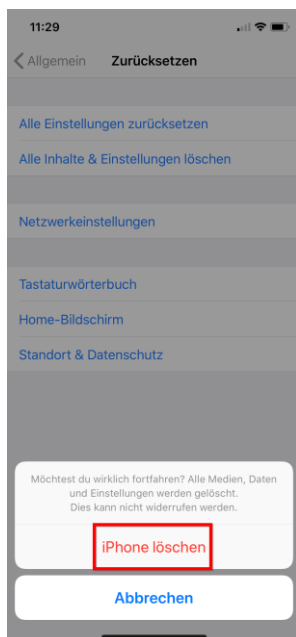 11:29
Allgemein Zurücksetzen
Alle Einstellungen zurücksetzen
Alle Inhalte & Einstellungen löschen
Netzwerkeinstellungen
Tastaturwörterbuch
Home-Bildschirm
Standort & Datenschutz
Möchtest du wirklich fortfahren? Alle Medien, Daten
und Einstellungen werden gelöscht.
Dies kann nicht widerrufen werden.
iPhone löschen
Abbrechen